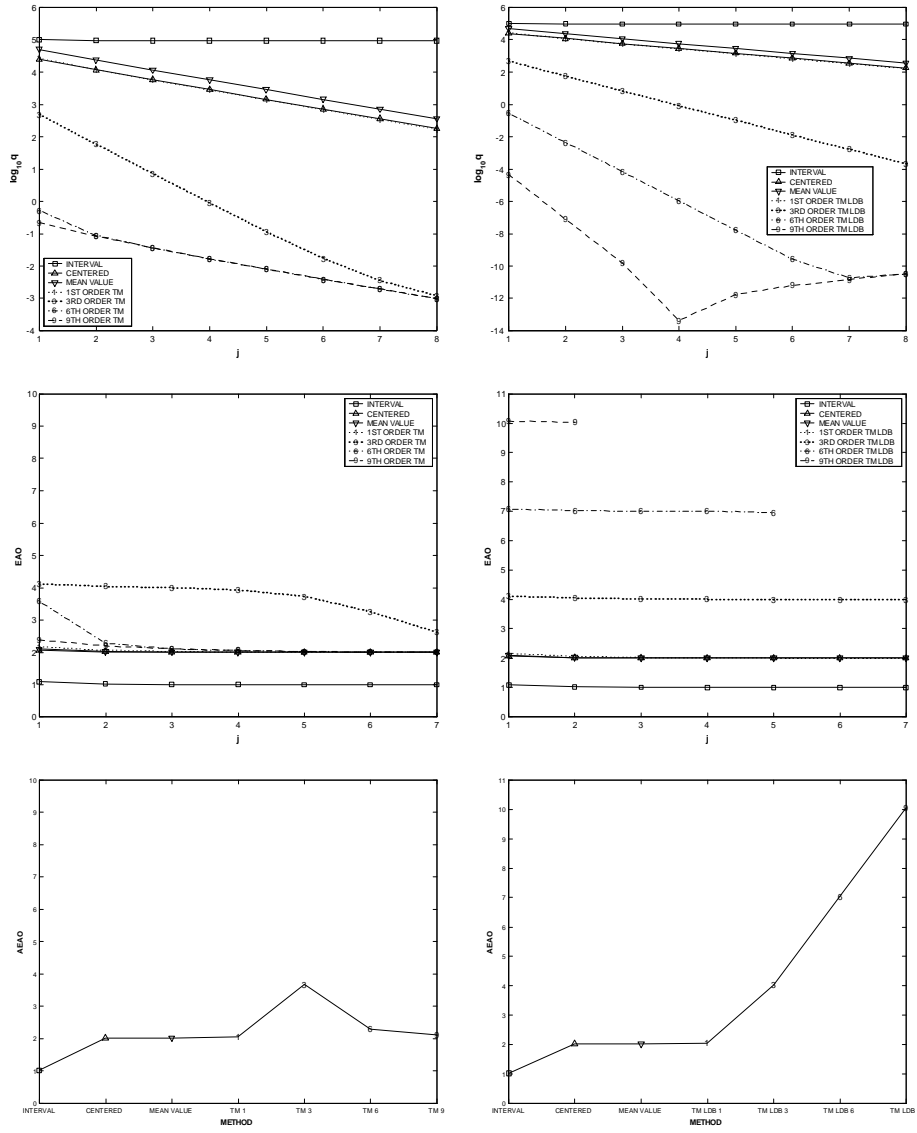 6
5
4
3
2
1
0
-1
-2
-3
-4
log10 q
INTERVAL
CENTERED
MEAN VALUE
1ST ORDER TM
3RD ORDER TM
6TH ORDER TM
9TH ORDER TM
1 2 3 4 5 6 7 8
j
6
4
2
0
-2
-4
-6
-8
-10
-12
-14
log10 q
INTERVAL
CENTERED
MEAN VALUE
1ST ORDER TM LDB
3RD ORDER TM LDB
6TH ORDER TM LDB
9TH ORDER TM LDB
1 2 3 4 5 6 7 8
j
10
9
8
7
6
5
4
3
2
1
0
EAO
INTERVAL
CENTERED
MEAN VALUE
1ST ORDER TM
3RD ORDER TM
6TH ORDER TM
9TH ORDER TM
1 2 3 4 5 6 7
j
11
10
9
8
7
6
5
4
3
2
1
0
EAO
INTERVAL
CENTERED
MEAN VALUE
1ST ORDER TM LDB
3RD ORDER TM LDB
6TH ORDER TM LDB
9TH ORDER TM LDB
1 2 3 4 5 6 7
j
10
9
8
7
6
5
4
3
2
1
0
AEAO
INTERVAL CENTERED MEAN VALUE TM 1 TM 3 TM 6 TM 9
METHOD
11
10
9
8
7
6
5
4
3
2
1
0
AEAO
INTERVAL CENTERED MEAN VALUE TM LDB 1 TM LDB 3 TM LDB 6 TM LDB
METHOD